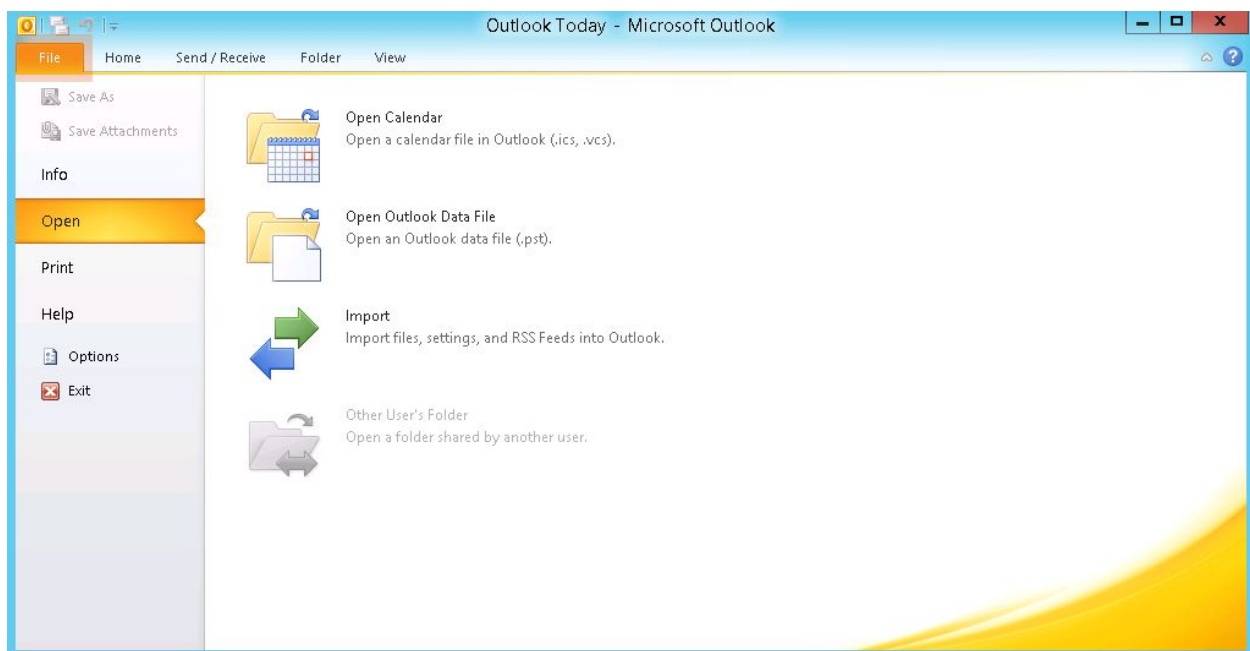 Outlook Today - Microsoft Outlook
File Home Send / Receive Folder View
Save As
Save Attachments
Info
Open
Print
Help
Options
Exit
Open Calendar
Open a calendar file in Outlook (.ics, .vcs).
Open Outlook Data File
Open an Outlook data file (.pst).
Import
Import files, settings, and RSS Feeds into Outlook.
Other User's Folder
Open a folder shared by another user.